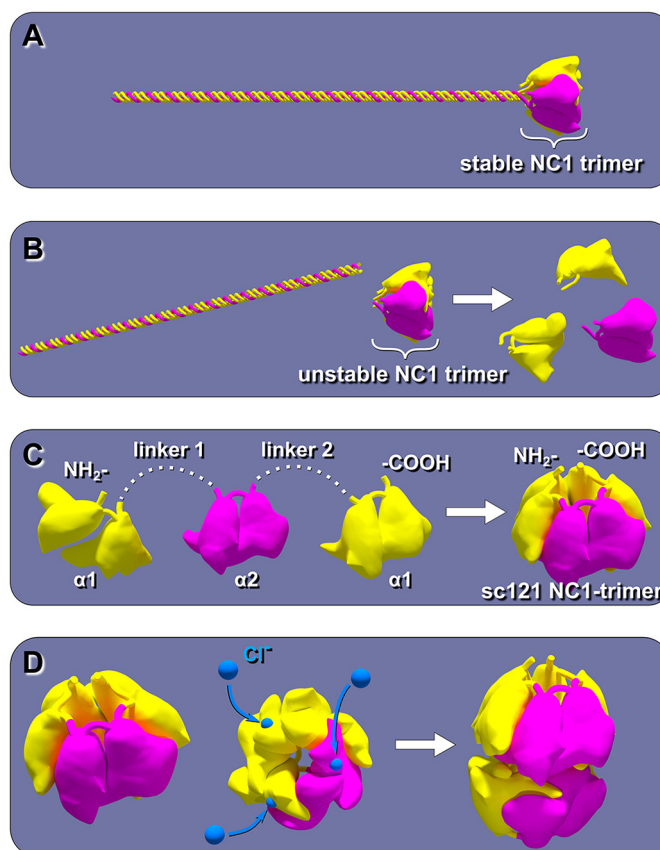 A
stable NC1 trimer
B
unstable NC1 trimer
C
NH₂-
linker 1
linker 2
-COOH
NH₂-
-COOH
α1
α2
α1
sc121 NC1-trimer
D
Cl⁻